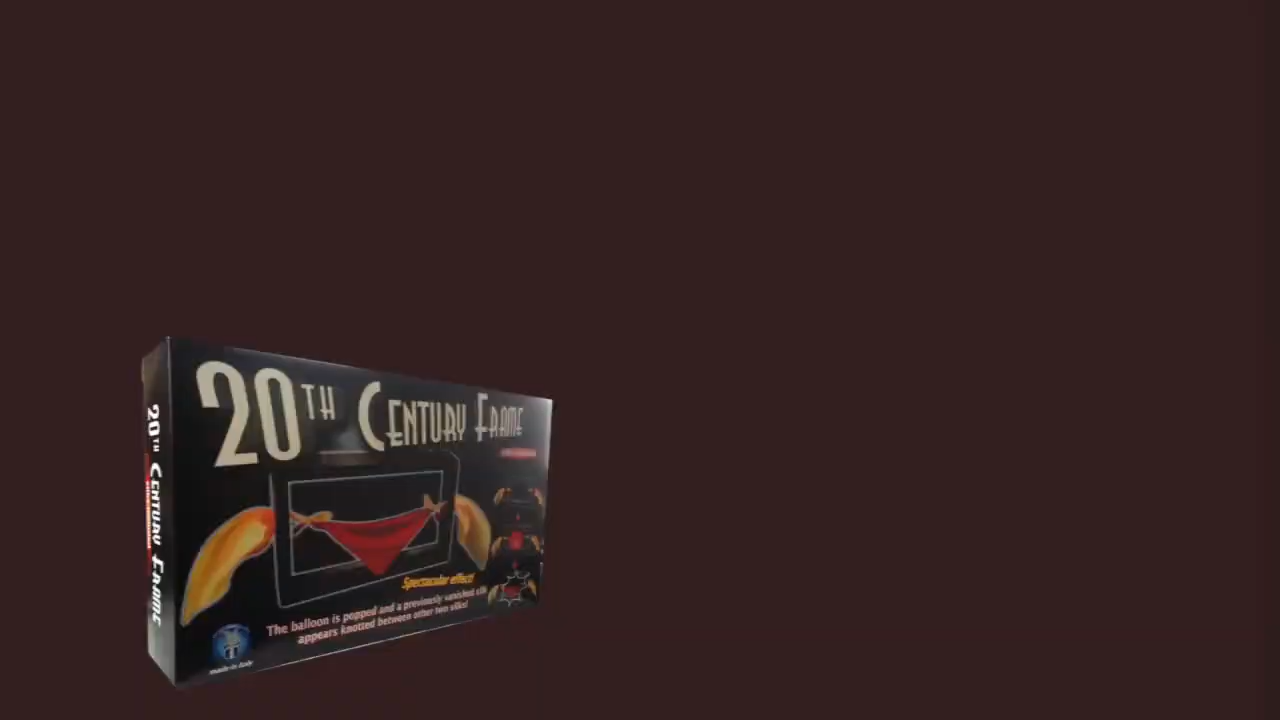 20TH CENTURY FRAME
20TH CENTURY FRAME
Spectacular effect!
The balloon is popped and a previously vanished silk
appears knotted between other two silks!
made in Italy